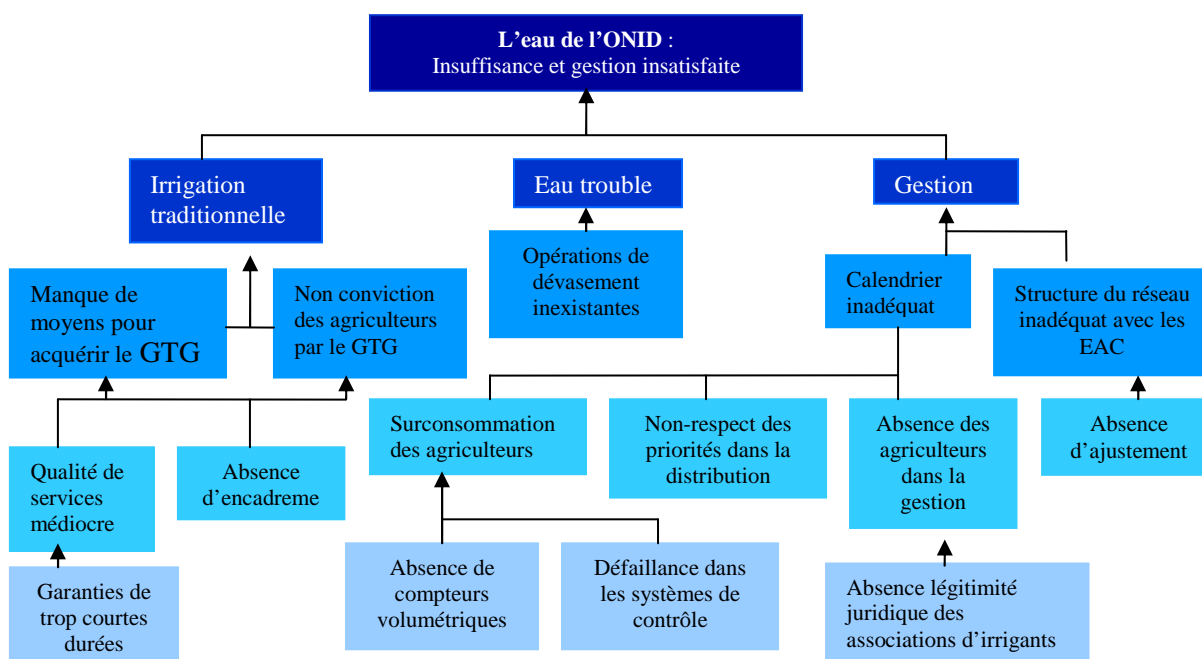 L'eau de l'ONID :
Insuffisance et gestion insatisfaite
Irrigation
traditionnelle
Eau trouble
Gestion
Manque de
moyens pour
acquérir le GTG
Non conviction
des agriculteurs
par le GTG
Opérations de
dévasement
inexistantes
Calendrier
inadéquat
Structure du réseau
inadéquat avec les
EAC
Qualité de
services
médiocre
Absence
d'encadreme
Surconsommation
des agriculteurs
Non-respect des
priorités dans la
distribution
Absence des
agriculteurs
dans la
gestion
Absence
d'ajustement
Garanties de
trop courtes
durées
Absence de
compteurs
volumétriques
Défaillance dans
les systèmes de
contrôle
Absence légitimité
juridique des
associations d'irrigants